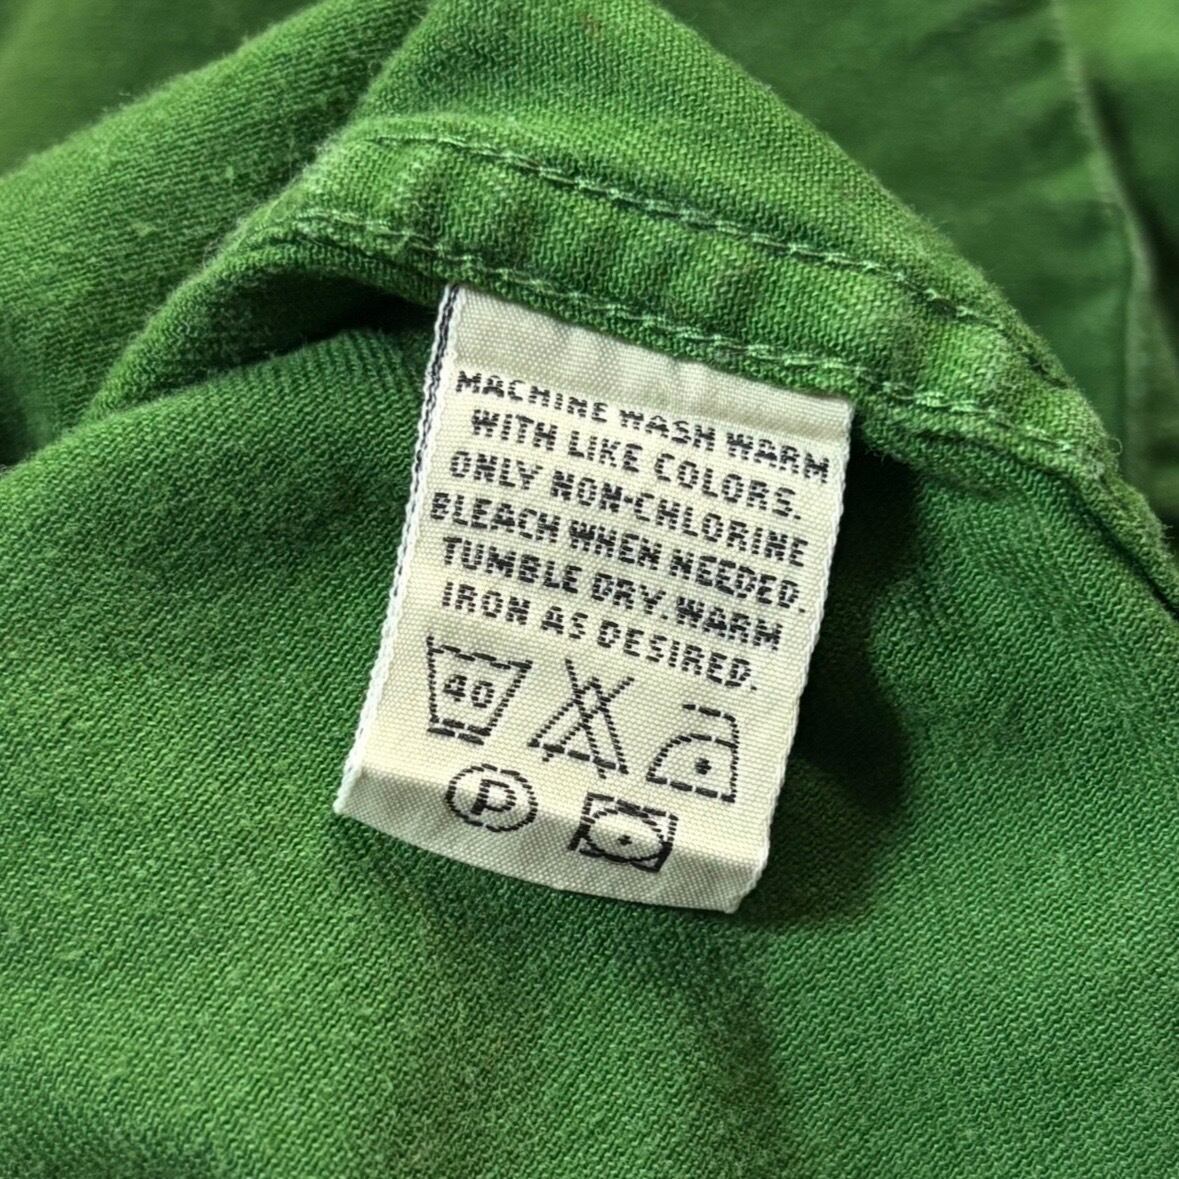 MACHINE WASH WARM
WITH LIKE COLORS.
ONLY NON-CHLORINE
BLEACH WHEN NEEDED.
TUMBLE DRY. WARM
IRON AS DESIRED.
40
P